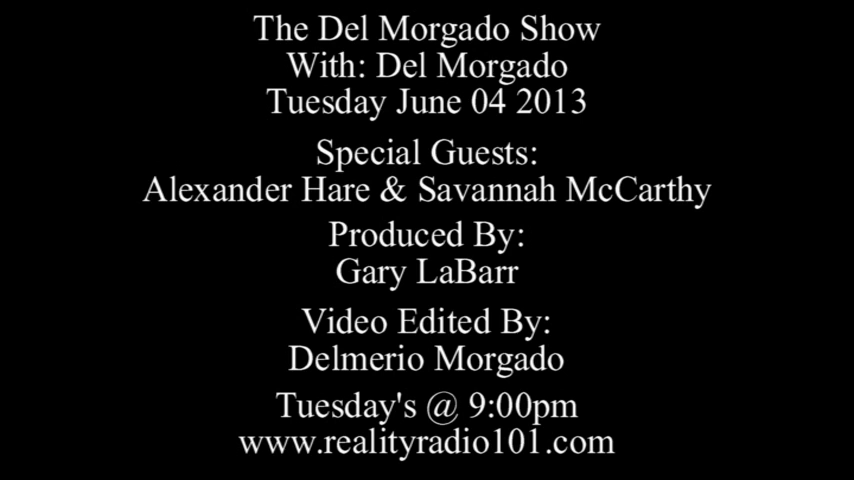 The Del Morgado Show
With: Del Morgado
Tuesday June 04 2013
Special Guests:
Alexander Hare & Savannah McCarthy
Produced By:
Gary LaBarr
Video Edited By:
Delmerio Morgado
Tuesday's @ 9:00pm
www.realityradio101.com